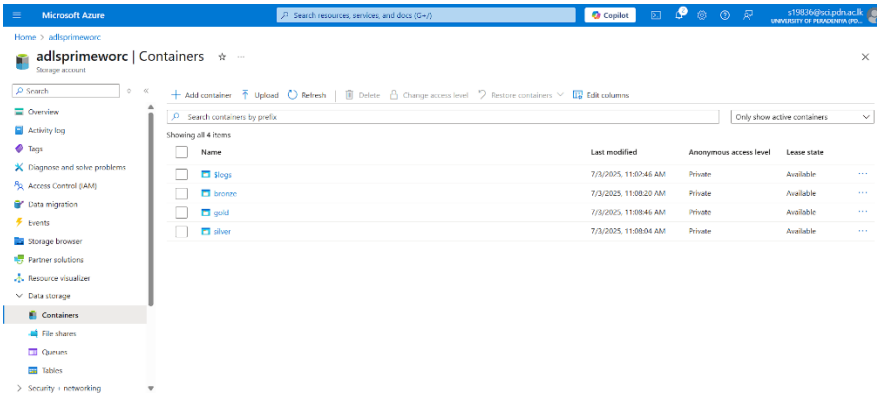 Microsoft Azure
Search resources, services, and docs (G+/)
Copilot
s19836@sci.pdn.ac.lk
UNIVERSITY OF PERADENIYA (PD...
Home > adlsprimeworc
adlsprimeworc | Containers
Storage account
Search
Add container Upload Refresh Delete Change access level Restore containers Edit columns
Overview
Activity log
Tags
Diagnose and solve problems
Access Control (IAM)
Data migration
Events
Storage browser
Partner solutions
Resource visualizer
Data storage
Containers
File shares
Queues
Tables
Security + networking
Search containers by prefix
Only show active containers
Showing all 4 items
Name Last modified Anonymous access level Lease state
$logs 7/3/2025, 11:02:46 AM Private Available
bronze 7/3/2025, 11:08:20 AM Private Available
gold 7/3/2025, 11:08:46 AM Private Available
silver 7/3/2025, 11:08:04 AM Private Available